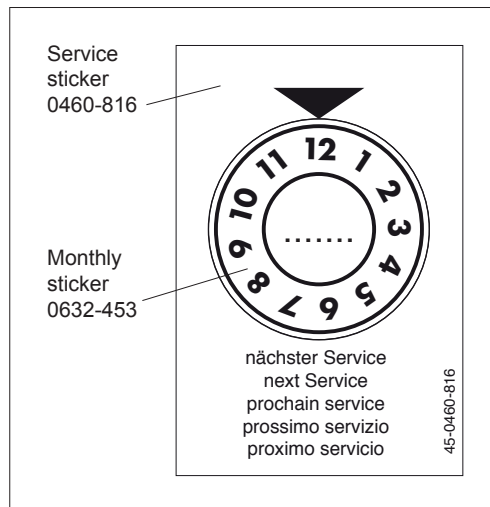 Service
sticker
0460-816
12
1
2
3
4
5
6
7
8
9
10
11
.......
Monthly
sticker
0632-453
nächster Service
next Service
prochain service
prossimo servizio
proximo servicio
45-0460-816